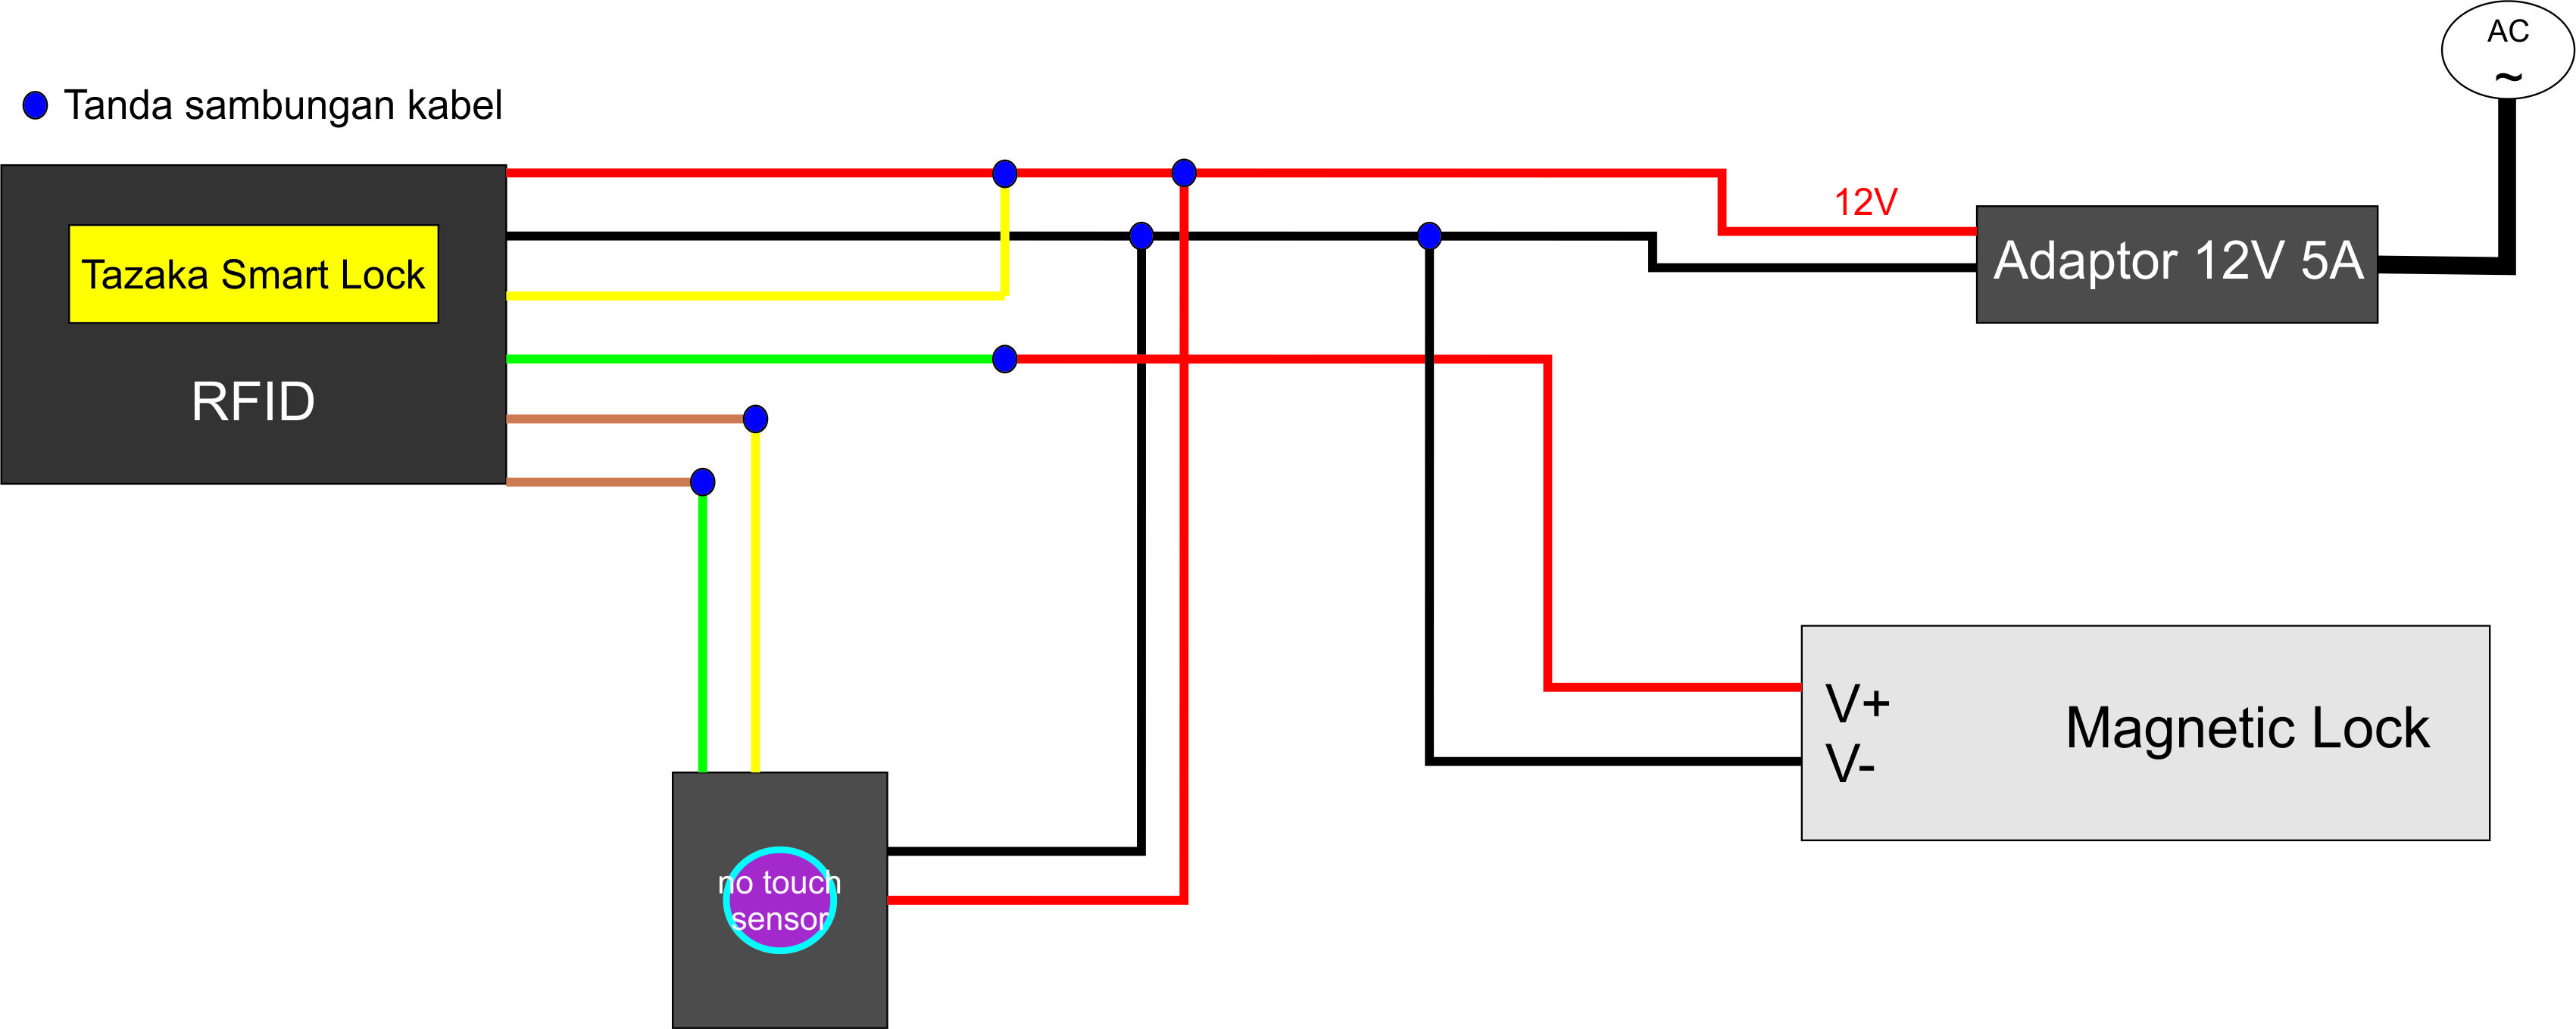 AC
~
Tanda sambungan kabel
12V
Adaptor 12V 5A
Tazaka Smart Lock
RFID
V+
V-
Magnetic Lock
no touch
sensor